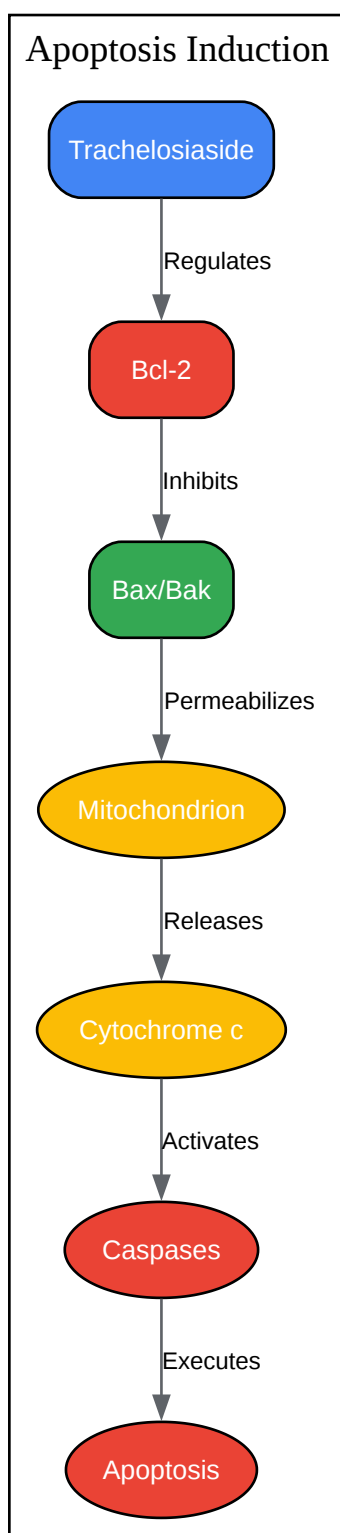 Apoptosis Induction
Trachelosiaside
Regulates
Bcl-2
Inhibits
Bax/Bak
Permeabilizes
Mitochondrion
Releases
Cytochrome c
Activates
Caspases
Executes
Apoptosis